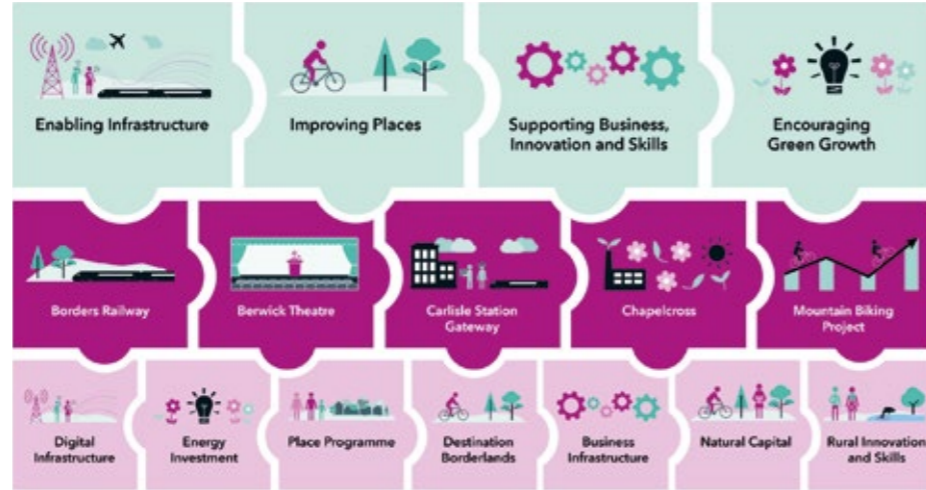 Enabling Infrastructure
Improving Places
Supporting Business,
Innovation and Skills
Encouraging
Green Growth
Borders Railway
Berwick Theatre
Carlisle Station
Gateway
Chapelcross
Mountain Biking
Project
Digital
Infrastructure
Energy
Investment
Place Programme
Destination
Borderlands
Business
Infrastructure
Natural Capital
Rural Innovation
and Skills